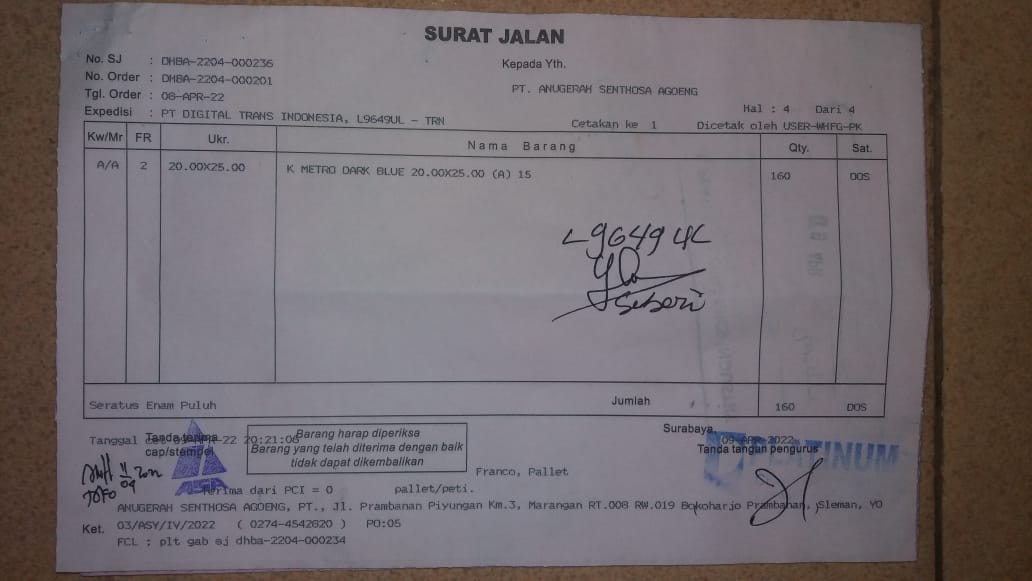 SURAT JALAN
No. SJ : DHBA-2204-000236
Kepada Yth.
No. Order : DHBA-2204-000201
PT. ANUGERAH SENTHOSA AGOENG
Tgl. Order : 08-APR-22
Hal : 4 Dari 4
Expedisi : PT DIGITAL TRANS INDONESIA, L9649UL - TRN
Cetakan ke 1 Dicetak oleh USER-WHFG-PK
Kw/Mr FR Ukr. Nama Barang Qty. Sat.
A/A 2 20.00X25.00 K METRO DARK BLUE 20.00X25.00 (A) 15 160 DOS
Seratus Enam Puluh Jumlah 160 DOS
Surabaya, 09-APR-2022
Tanggal 20:21:06
Tanda terima
cap/stempel
Barang harap diperiksa
Barang yang telah diterima dengan baik
tidak dapat dikembalikan
Tanda tangan pengurus
PLATINUM
Franco, Pallet
Terima dari PCI = 0 pallet/peti.
ANUGERAH SENTHOSA AGOENG, PT., Jl. Prambanan Piyungan Km.3, Marangan RT.008 RW.019 Bokoharjo Prambanan, Sleman, YO
Ket. 03/ASY/IV/2022 ( 0274-4542820 ) PO:05
FCL : plt gab sj dhba-2204-000234